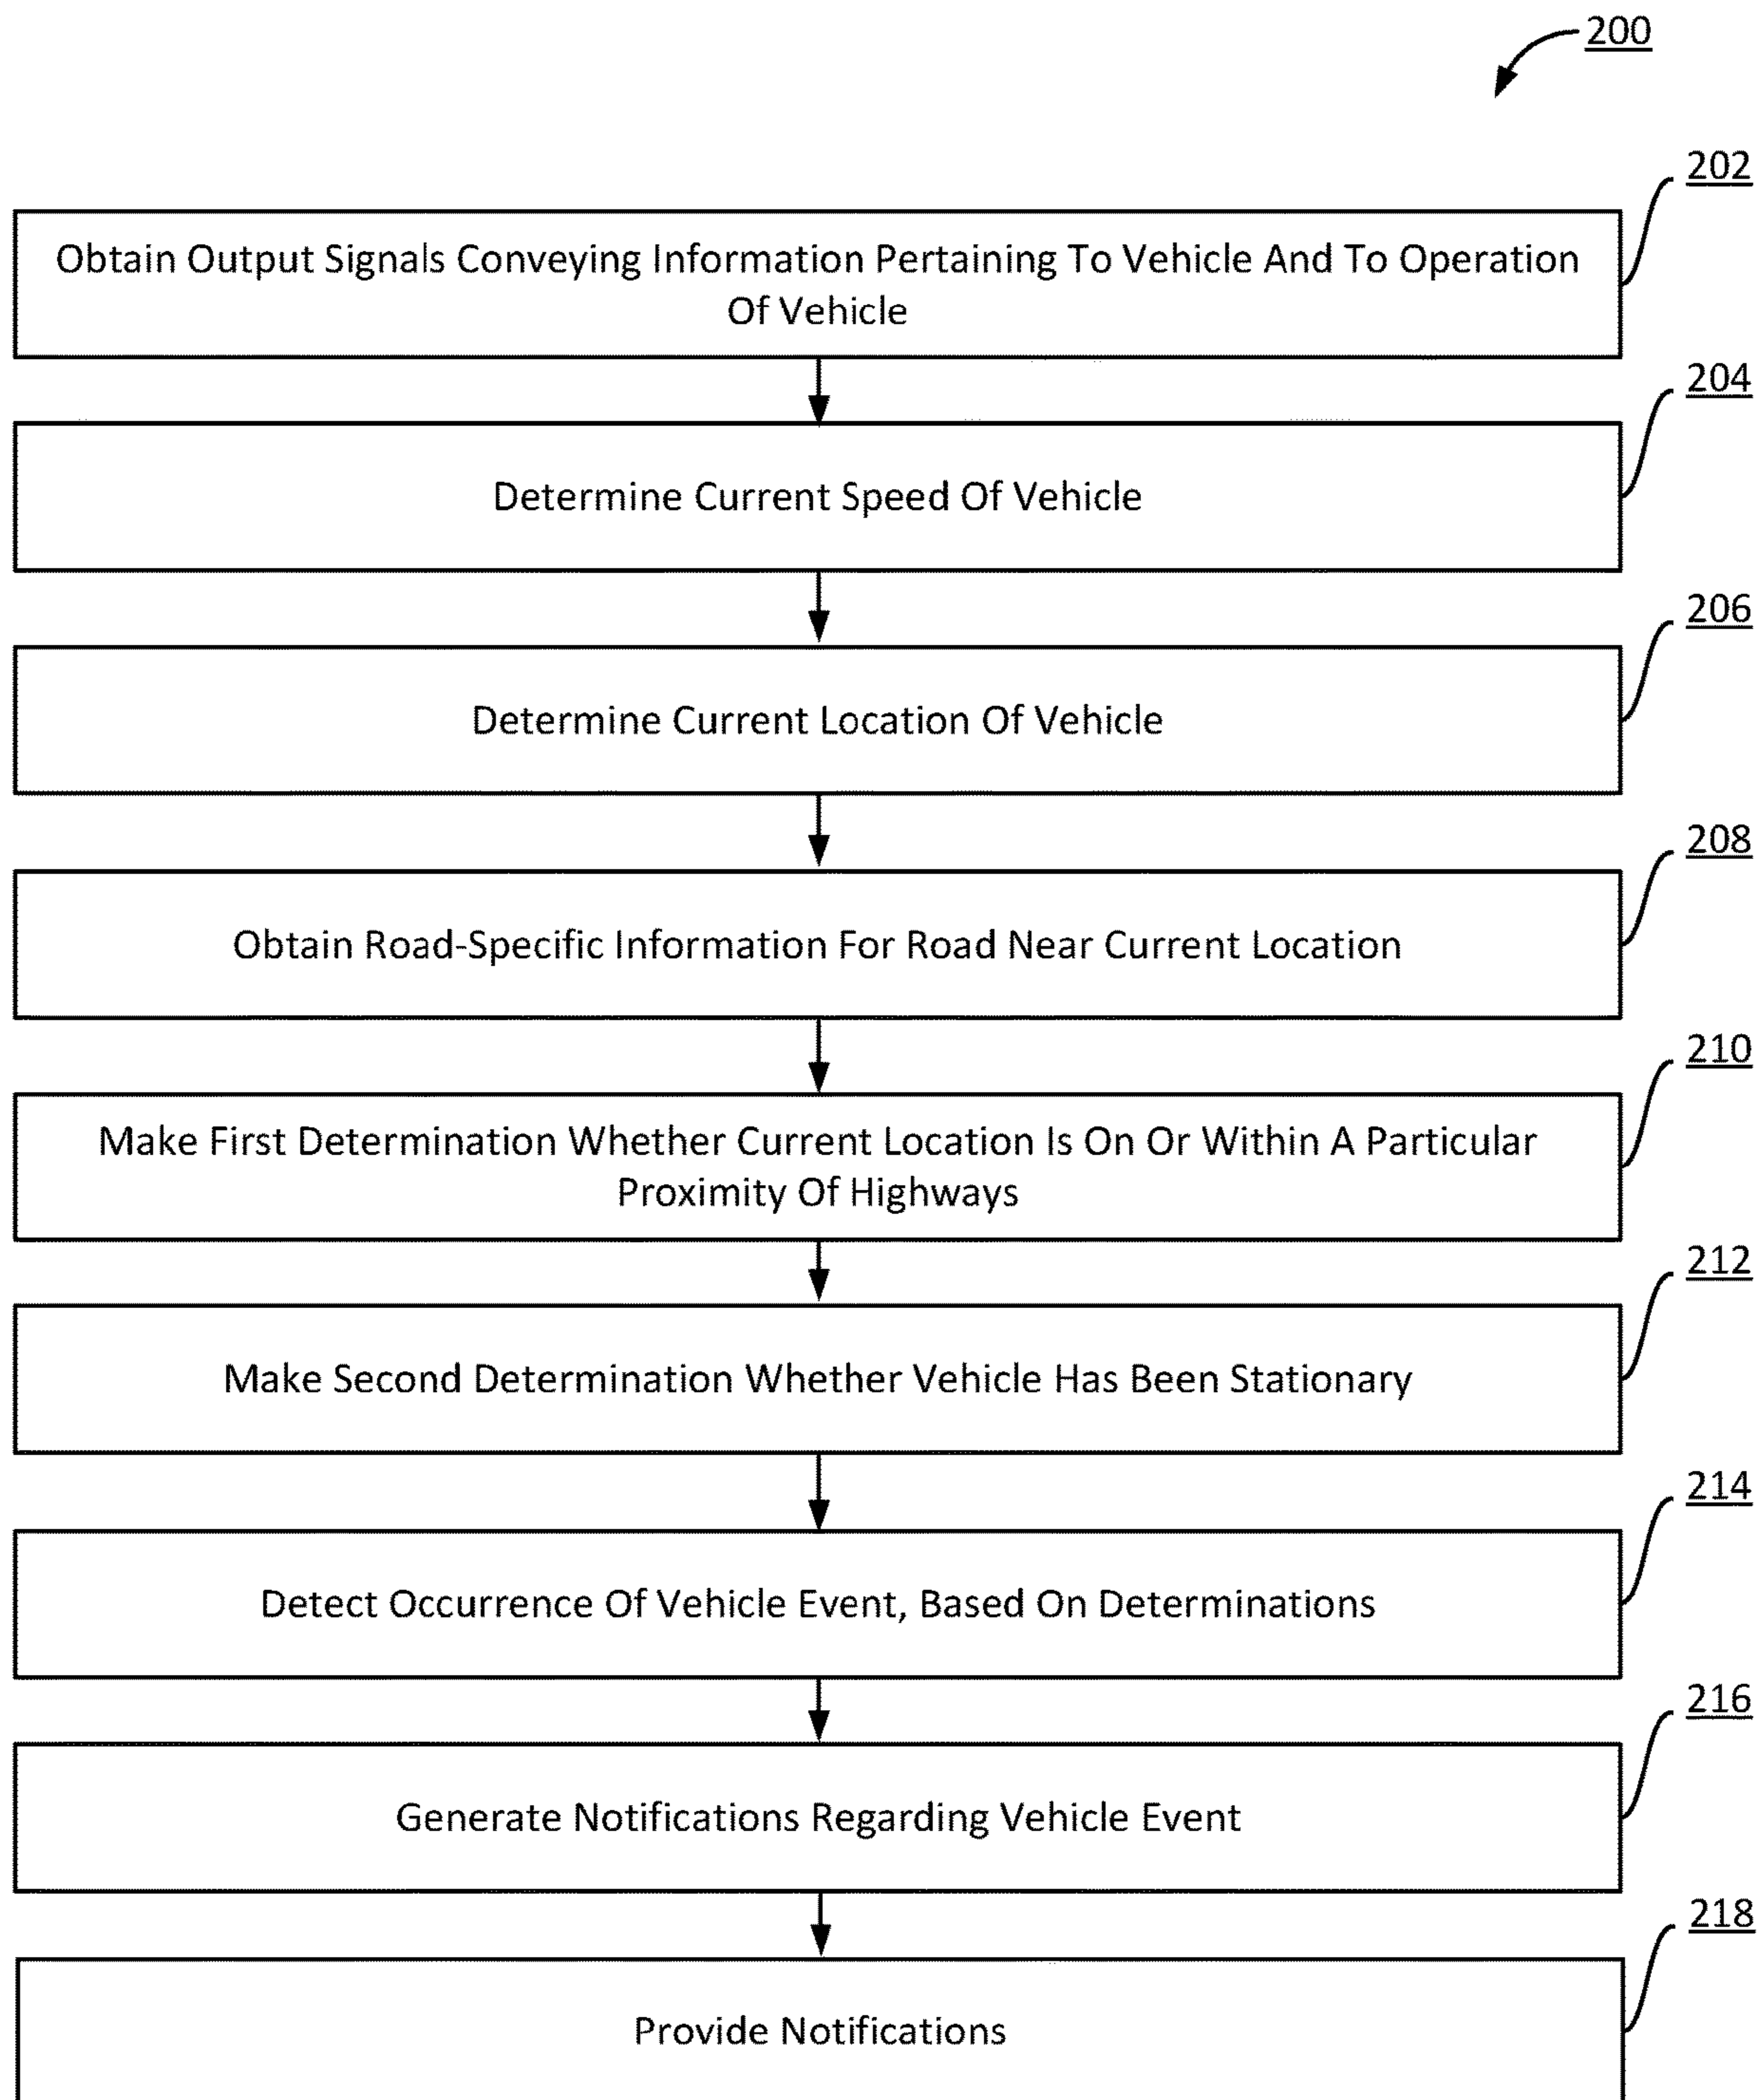 200
202
Obtain Output Signals Conveying Information Pertaining To Vehicle And To Operation
Of Vehicle
204
Determine Current Speed Of Vehicle
206
Determine Current Location Of Vehicle
208
Obtain Road-Specific Information For Road Near Current Location
210
Make First Determination Whether Current Location Is On Or Within A Particular
Proximity Of Highways
212
Make Second Determination Whether Vehicle Has Been Stationary
214
Detect Occurrence Of Vehicle Event, Based On Determinations
216
Generate Notifications Regarding Vehicle Event
218
Provide Notifications